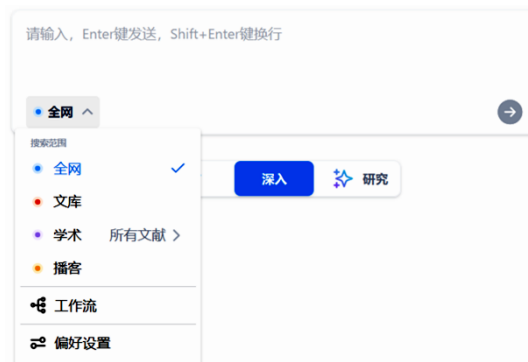 请输入，Enter键发送，Shift+Enter键换行
全网
搜索范围
全网
深入
研究
文库
学术 所有文献
播客
工作流
偏好设置